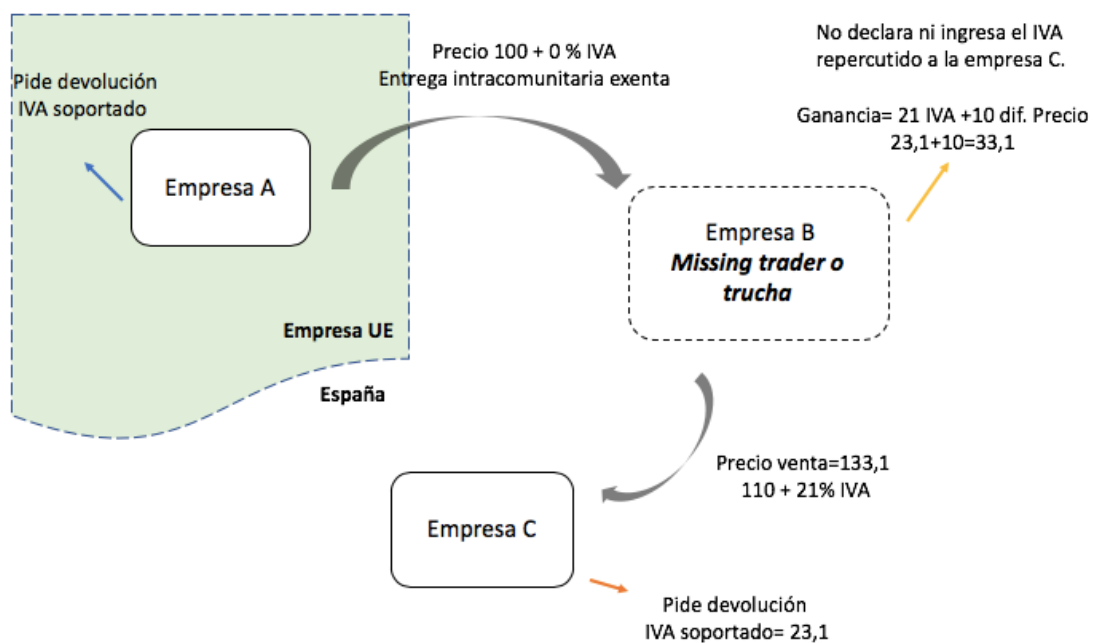 No declara ni ingresa el IVA
repercutido a la empresa C.
Precio 100 + 0 % IVA
Entrega intracomunitaria exenta
Pide devolución
IVA soportado
Ganancia= 21 IVA +10 dif. Precio
23,1+10=33,1
Empresa A
Empresa B
Missing trader o
trucha
Empresa UE
España
Precio venta=133,1
110 + 21% IVA
Empresa C
Pide devolución
IVA soportado= 23,1